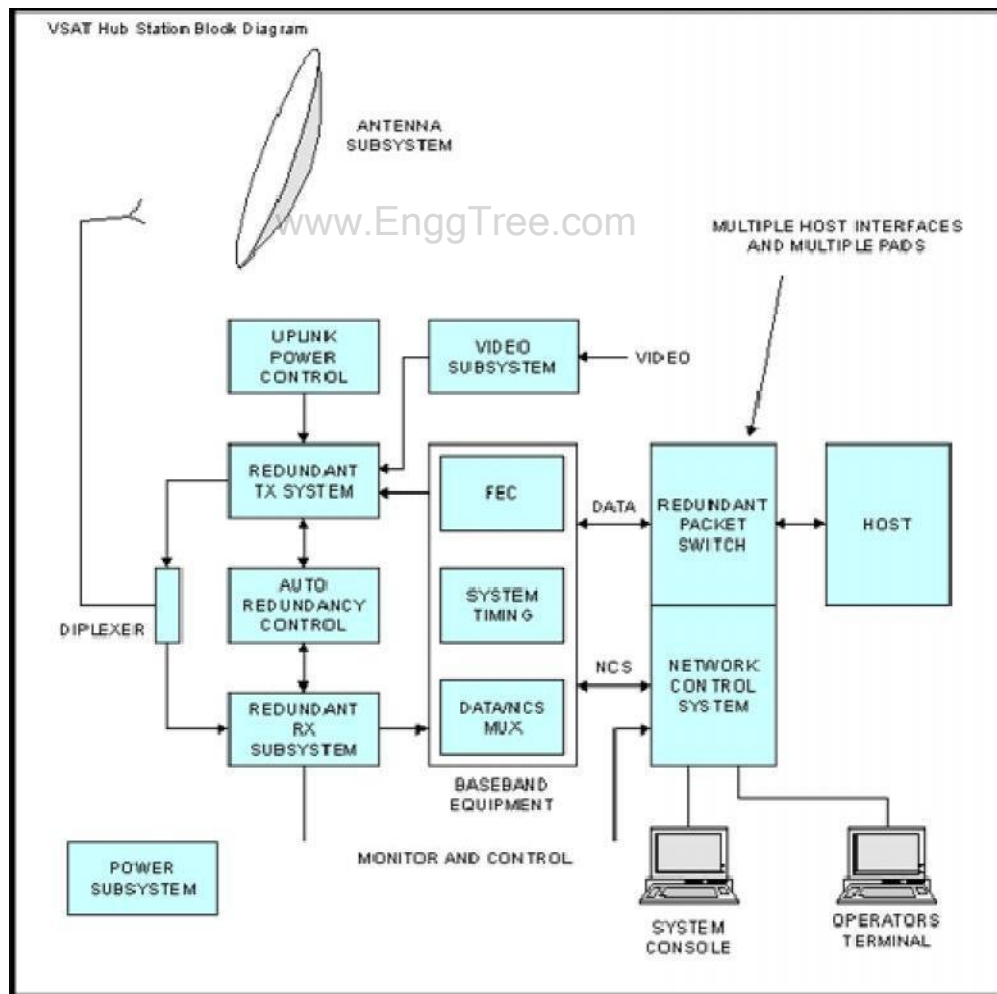 VSAT Hub Station Block Diagram
ANTENNA
SUBSYSTEM
www.EnggTree.com
MULTIPLE HOST INTERFACES
AND MULTIPLE PADS
UPLINK
POWER
CONTROL
VIDEO
SUBSYSTEM
VIDEO
REDUNDANT
TX SYSTEM
FEC
DATA
REDUNDANT
PACKET
SWITCH
HOST
AUTO
REDUNDANCY
CONTROL
SYSTEM
TIMING
DIPLEXER
NCS
NETWORK
CONTROL
SYSTEM
REDUNDANT
RX
SUBSYSTEM
DATA/NCS
MUX
BASEBAND
EQUIPMENT
MONITOR AND CONTROL
POWER
SUBSYSTEM
SYSTEM
CONSOLE
OPERATORS
TERMINAL